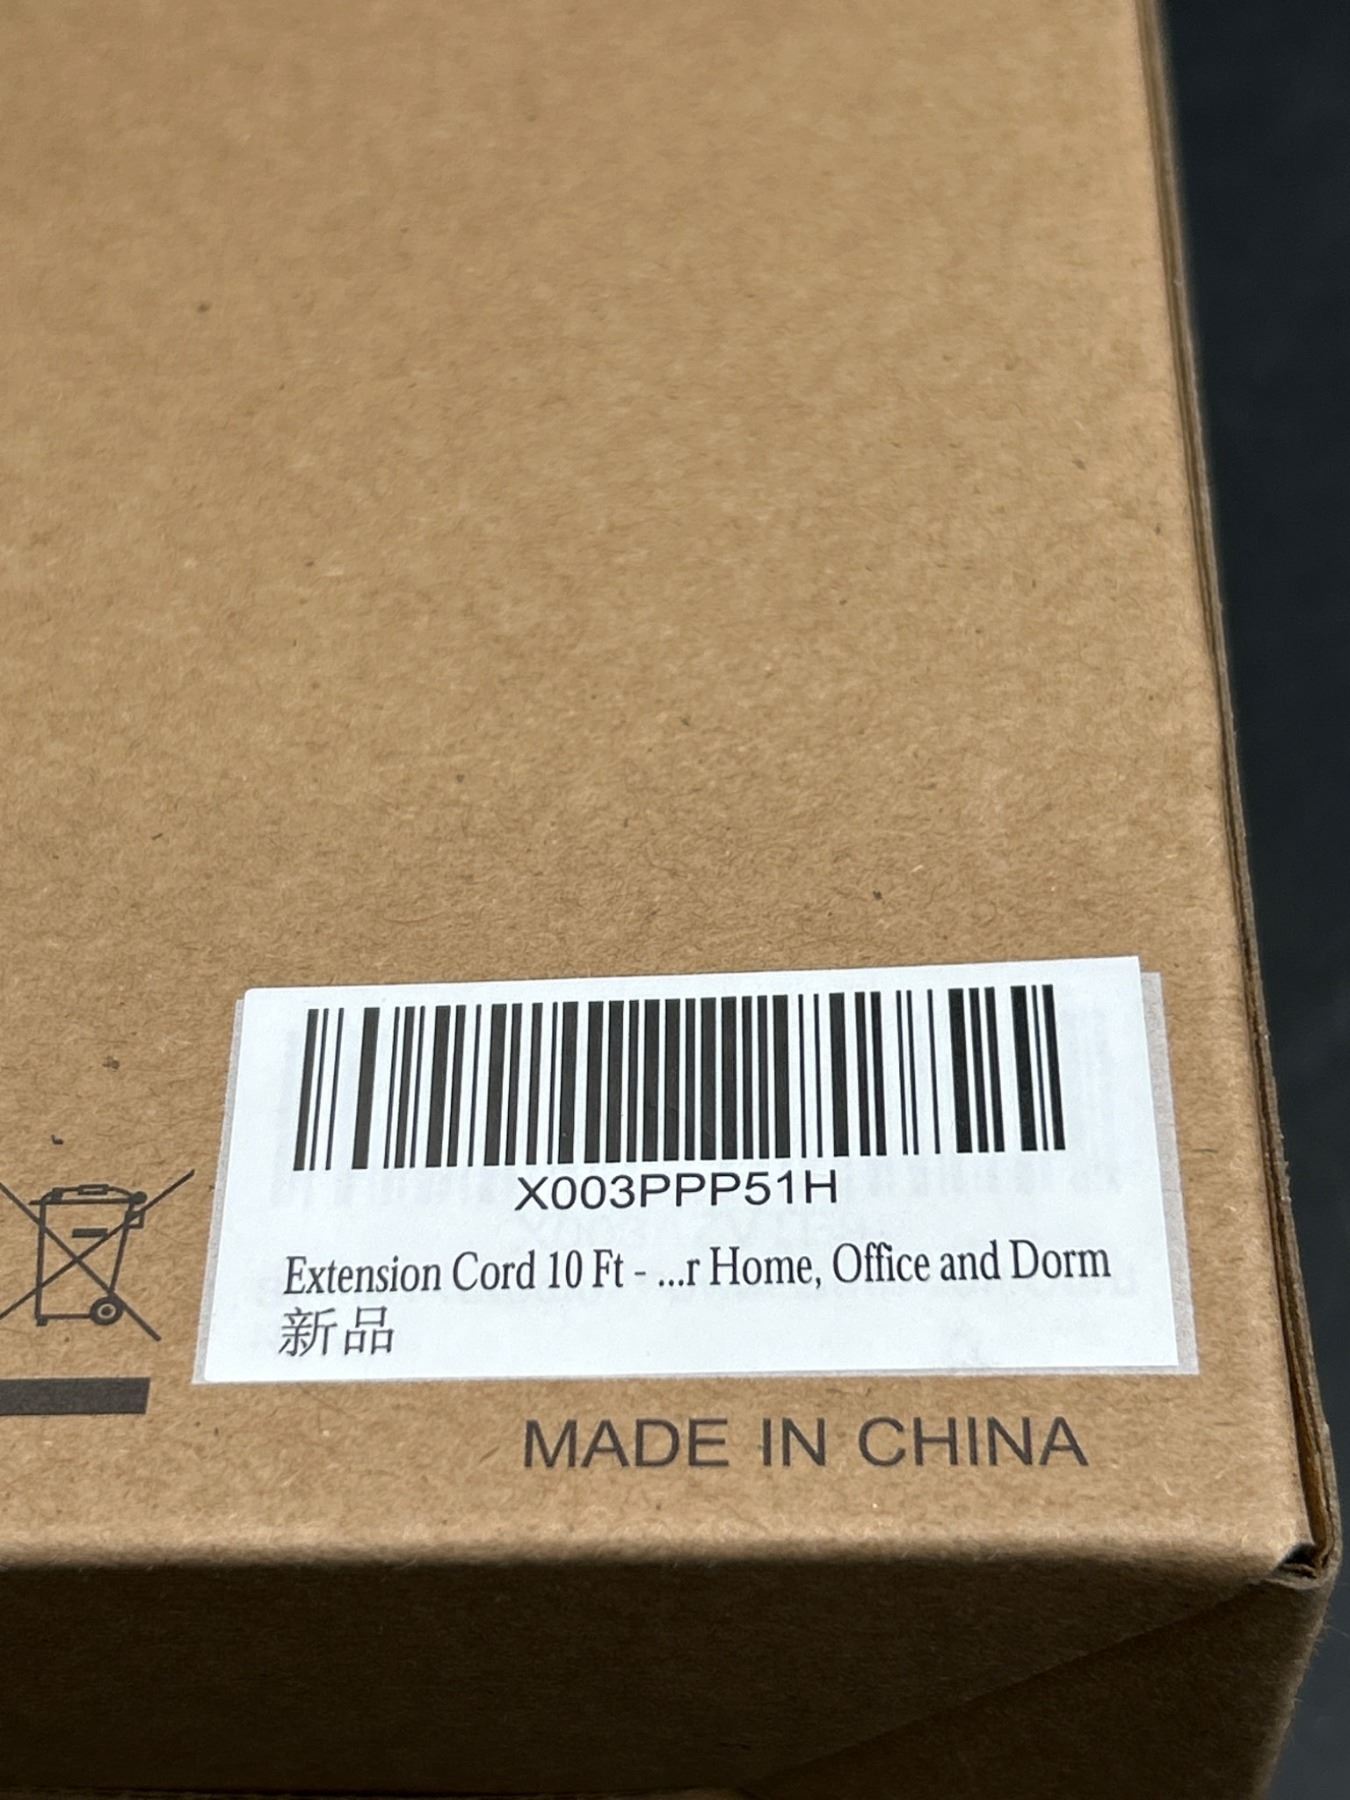 X003PPP51H
Extension Cord 10 Ft - ...r Home, Office and Dorm
新品
MADE IN CHINA